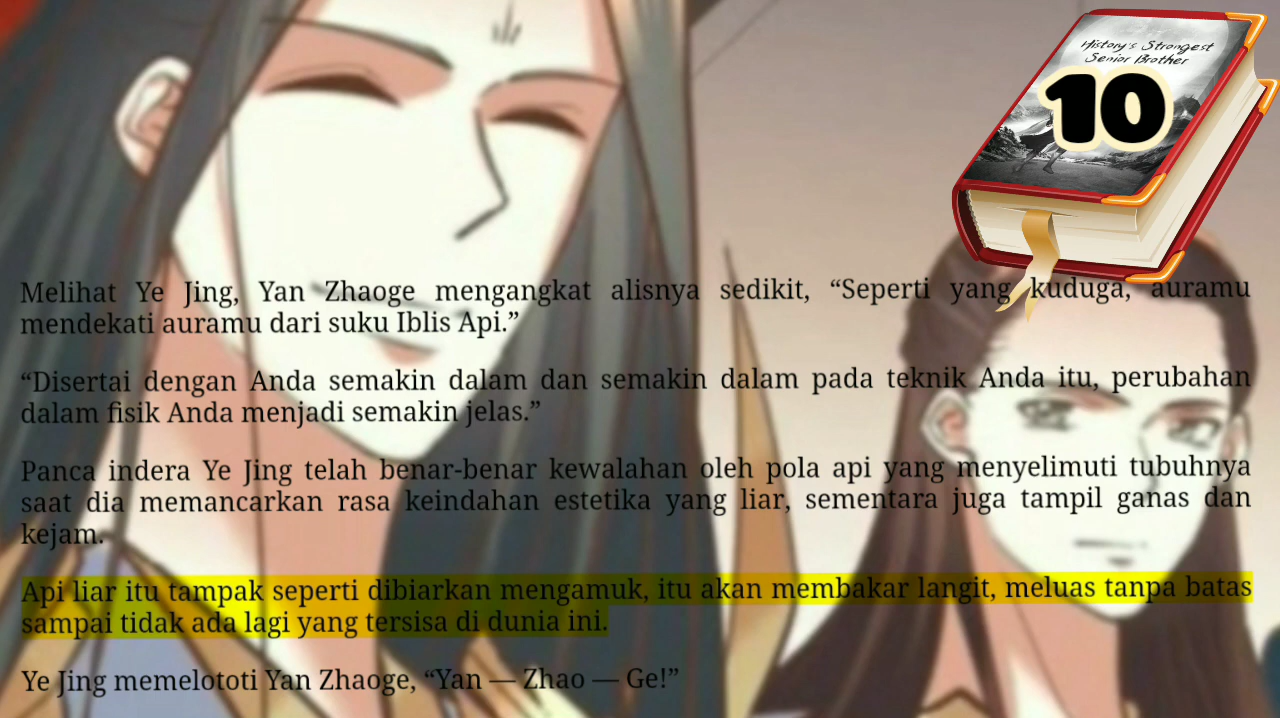 History's Strongest
Senior Brother
10
Melihat Ye Jing, Yan Zhaoge mengangkat alisnya sedikit, “Seperti yang kuduga, auramu
mendekati auramu dari suku Iblis Api.”
“Disertai dengan Anda semakin dalam dan semakin dalam pada teknik Anda itu, perubahan
dalam fisik Anda menjadi semakin jelas.”
Panca indera Ye Jing telah benar-benar kewalahan oleh pola api yang menyelimuti tubuhnya
saat dia memancarkan rasa keindahan estetika yang liar, sementara juga tampil ganas dan
kejam.
Api liar itu tampak seperti dibiarkan mengamuk, itu akan membakar langit, meluas tanpa batas
sampai tidak ada lagi yang tersisa di dunia ini.
Ye Jing memelototi Yan Zhaoge, “Yan — Zhao — Ge!”